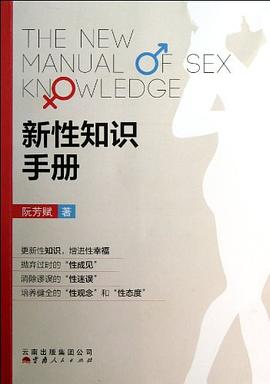 THE NEW
MANUAL OF SEX
KNOWLEDGE
新性知识
手册
阮芳赋 著
更新性知识，增进性幸福
抛弃过时的“性成见”
消除谬误的“性迷误”
培养健全的“性观念”和“性态度”
云南出版集团公司
云南人民出版社